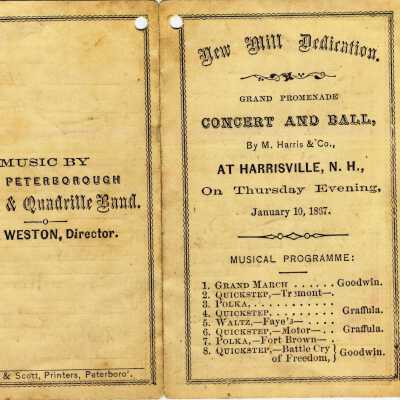 MUSIC BY
PETERBOROUGH
& Quadrille Band.
WESTON, Director.
& Scott, Printers, Peterboro'.
New Mill Dedication.
GRAND PROMENADE
CONCERT AND BALL,
By M. Harris & Co.,
AT HARRISVILLE, N. H.,
On Thursday Evening,
January 10, 1867.
MUSICAL PROGRAMME:
1. GRAND MARCH . . . . . . Goodwin.
2. QUICKSTEP,—Tremont—.
3. POLKA, . . . . . . . . . . .
4. QUICKSTEP, . . . . . . . . Graffula.
5. WALTZ,—Faye's— . . . .
6. QUICKSTEP,—Motor— . . Graffula.
7. POLKA,—Fort Brown— .
8. QUICKSTEP,—Battle Cry
of Freedom,} Goodwin.